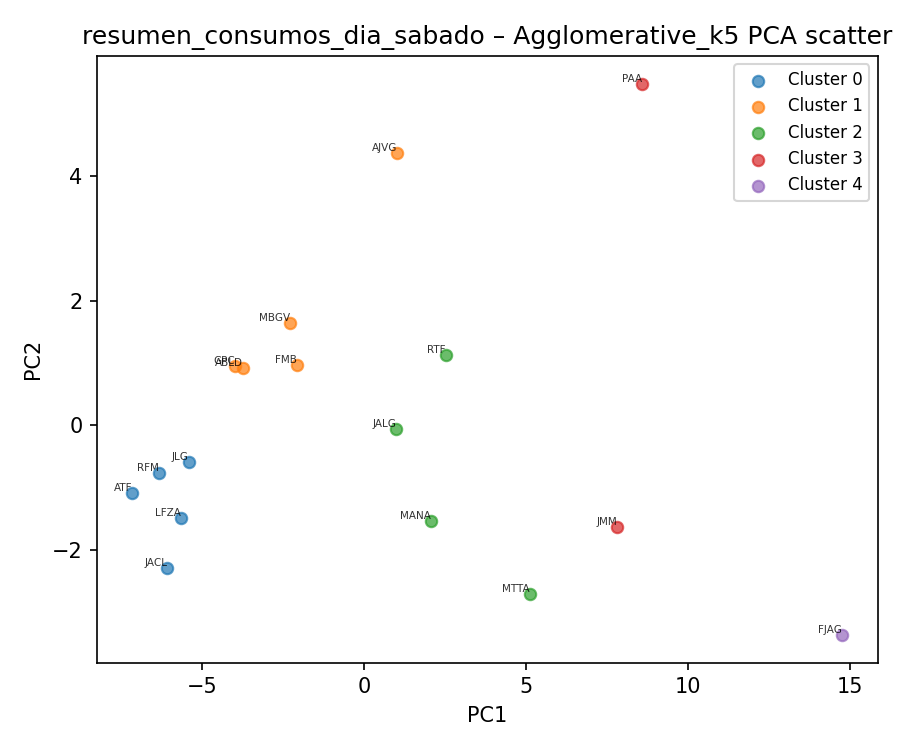 resumen_consumos_dia_sabado – Agglomerative_k5 PCA scatter
Cluster 0
Cluster 1
Cluster 2
Cluster 3
Cluster 4
PAA
AJVG
MBGV
FMB
RTF
JALG
JLG
RFM
ATF
LFZA
MANA
JMM
JACL
MTTA
FJAG
4
2
0
−2
PC2
−5
0
5
10
15
PC1